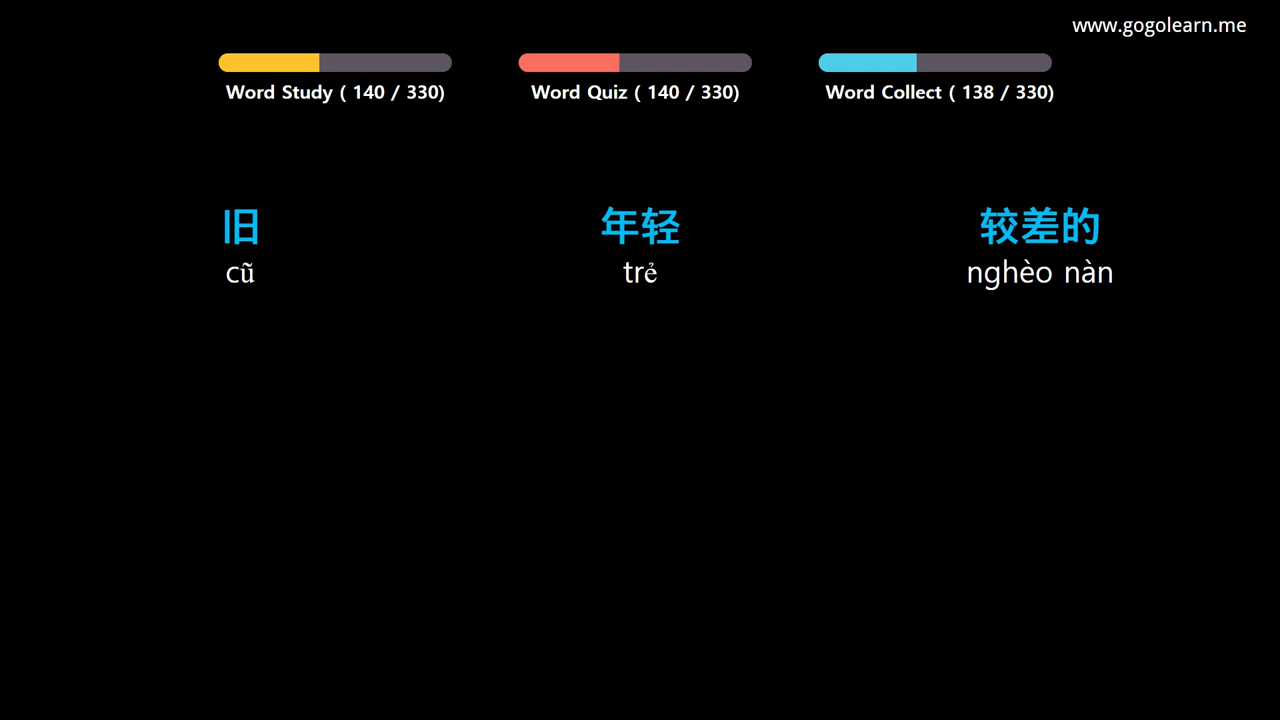 www.gogolearn.me
Word Study ( 140 / 330)
Word Quiz ( 140 / 330)
Word Collect ( 138 / 330)
旧
年轻
较差的
cũ
trẻ
nghèo nàn